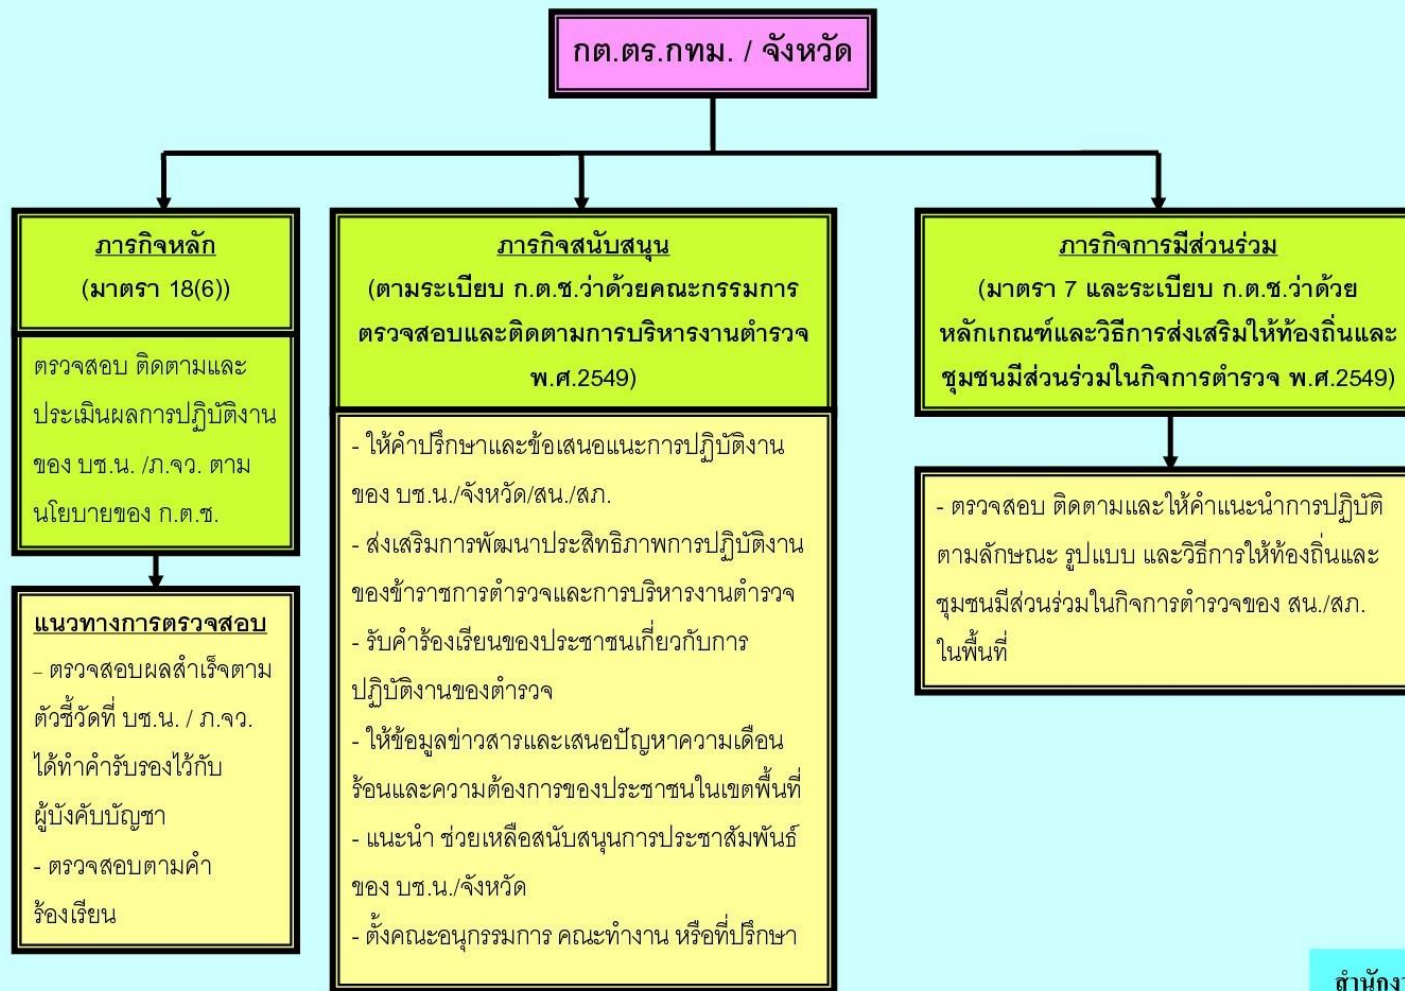 กต.ตร.กทม. / จังหวัด
ภารกิจหลัก
(มาตรา 18(6))
ตรวจสอบ ติดตามและ
ประเมินผลการปฏิบัติงาน
ของ บช.น. /ภ.จว. ตาม
นโยบายของ ก.ต.ช.
แนวทางการตรวจสอบ
- ตรวจสอบผลสำเร็จตาม
ตัวชี้วัดที่ บช.น. / ภ.จว.
ได้ทำคำรับรองไว้กับ
ผู้บังคับบัญชา
- ตรวจสอบตามคำ
ร้องเรียน
ภารกิจสนับสนุน
(ตามระเบียบ ก.ต.ช.ว่าด้วยคณะกรรมการ
ตรวจสอบและติดตามการบริหารงานตำรวจ
พ.ศ.2549)
- ให้คำปรึกษาและข้อเสนอแนะการปฏิบัติงาน
ของ บช.น./จังหวัด/สน./สภ.
- ส่งเสริมการพัฒนาประสิทธิภาพการปฏิบัติงาน
ของข้าราชการตำรวจและการบริหารงานตำรวจ
- รับคำร้องเรียนของประชาชนเกี่ยวกับการ
ปฏิบัติงานของตำรวจ
- ให้ข้อมูลข่าวสารและเสนอปัญหาความเดือน
ร้อนและความต้องการของประชาชนในเขตพื้นที่
- แนะนำ ช่วยเหลือสนับสนุนการประชาสัมพันธ์
ของ บช.น./จังหวัด
- ตั้งคณะอนุกรรมการ คณะทำงาน หรือที่ปรึกษา
ภารกิจการมีส่วนร่วม
(มาตรา 7 และระเบียบ ก.ต.ช.ว่าด้วย
หลักเกณฑ์และวิธีการส่งเสริมให้ท้องถิ่นและ
ชุมชนมีส่วนร่วมในกิจการตำรวจ พ.ศ.2549)
- ตรวจสอบ ติดตามและให้คำแนะนำการปฏิบัติ
ตามลักษณะ รูปแบบ และวิธีการให้ท้องถิ่นและ
ชุมชนมีส่วนร่วมในกิจการตำรวจของ สน./สภ.
ในพื้นที่